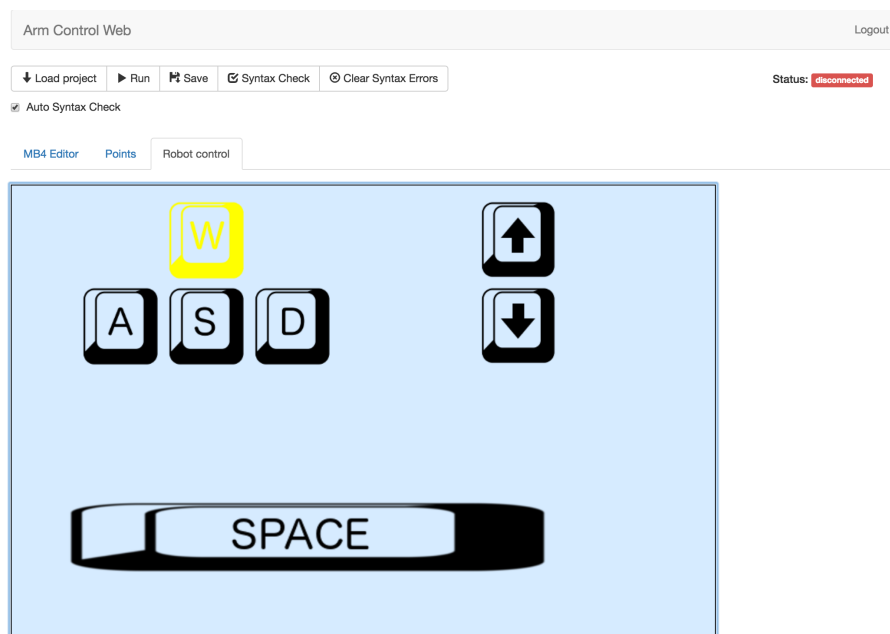 Arm Control Web Logout
Load project Run Save Syntax Check Clear Syntax Errors Status: disconnected
Auto Syntax Check
MB4 Editor Points Robot control
W
A S D
SPACE